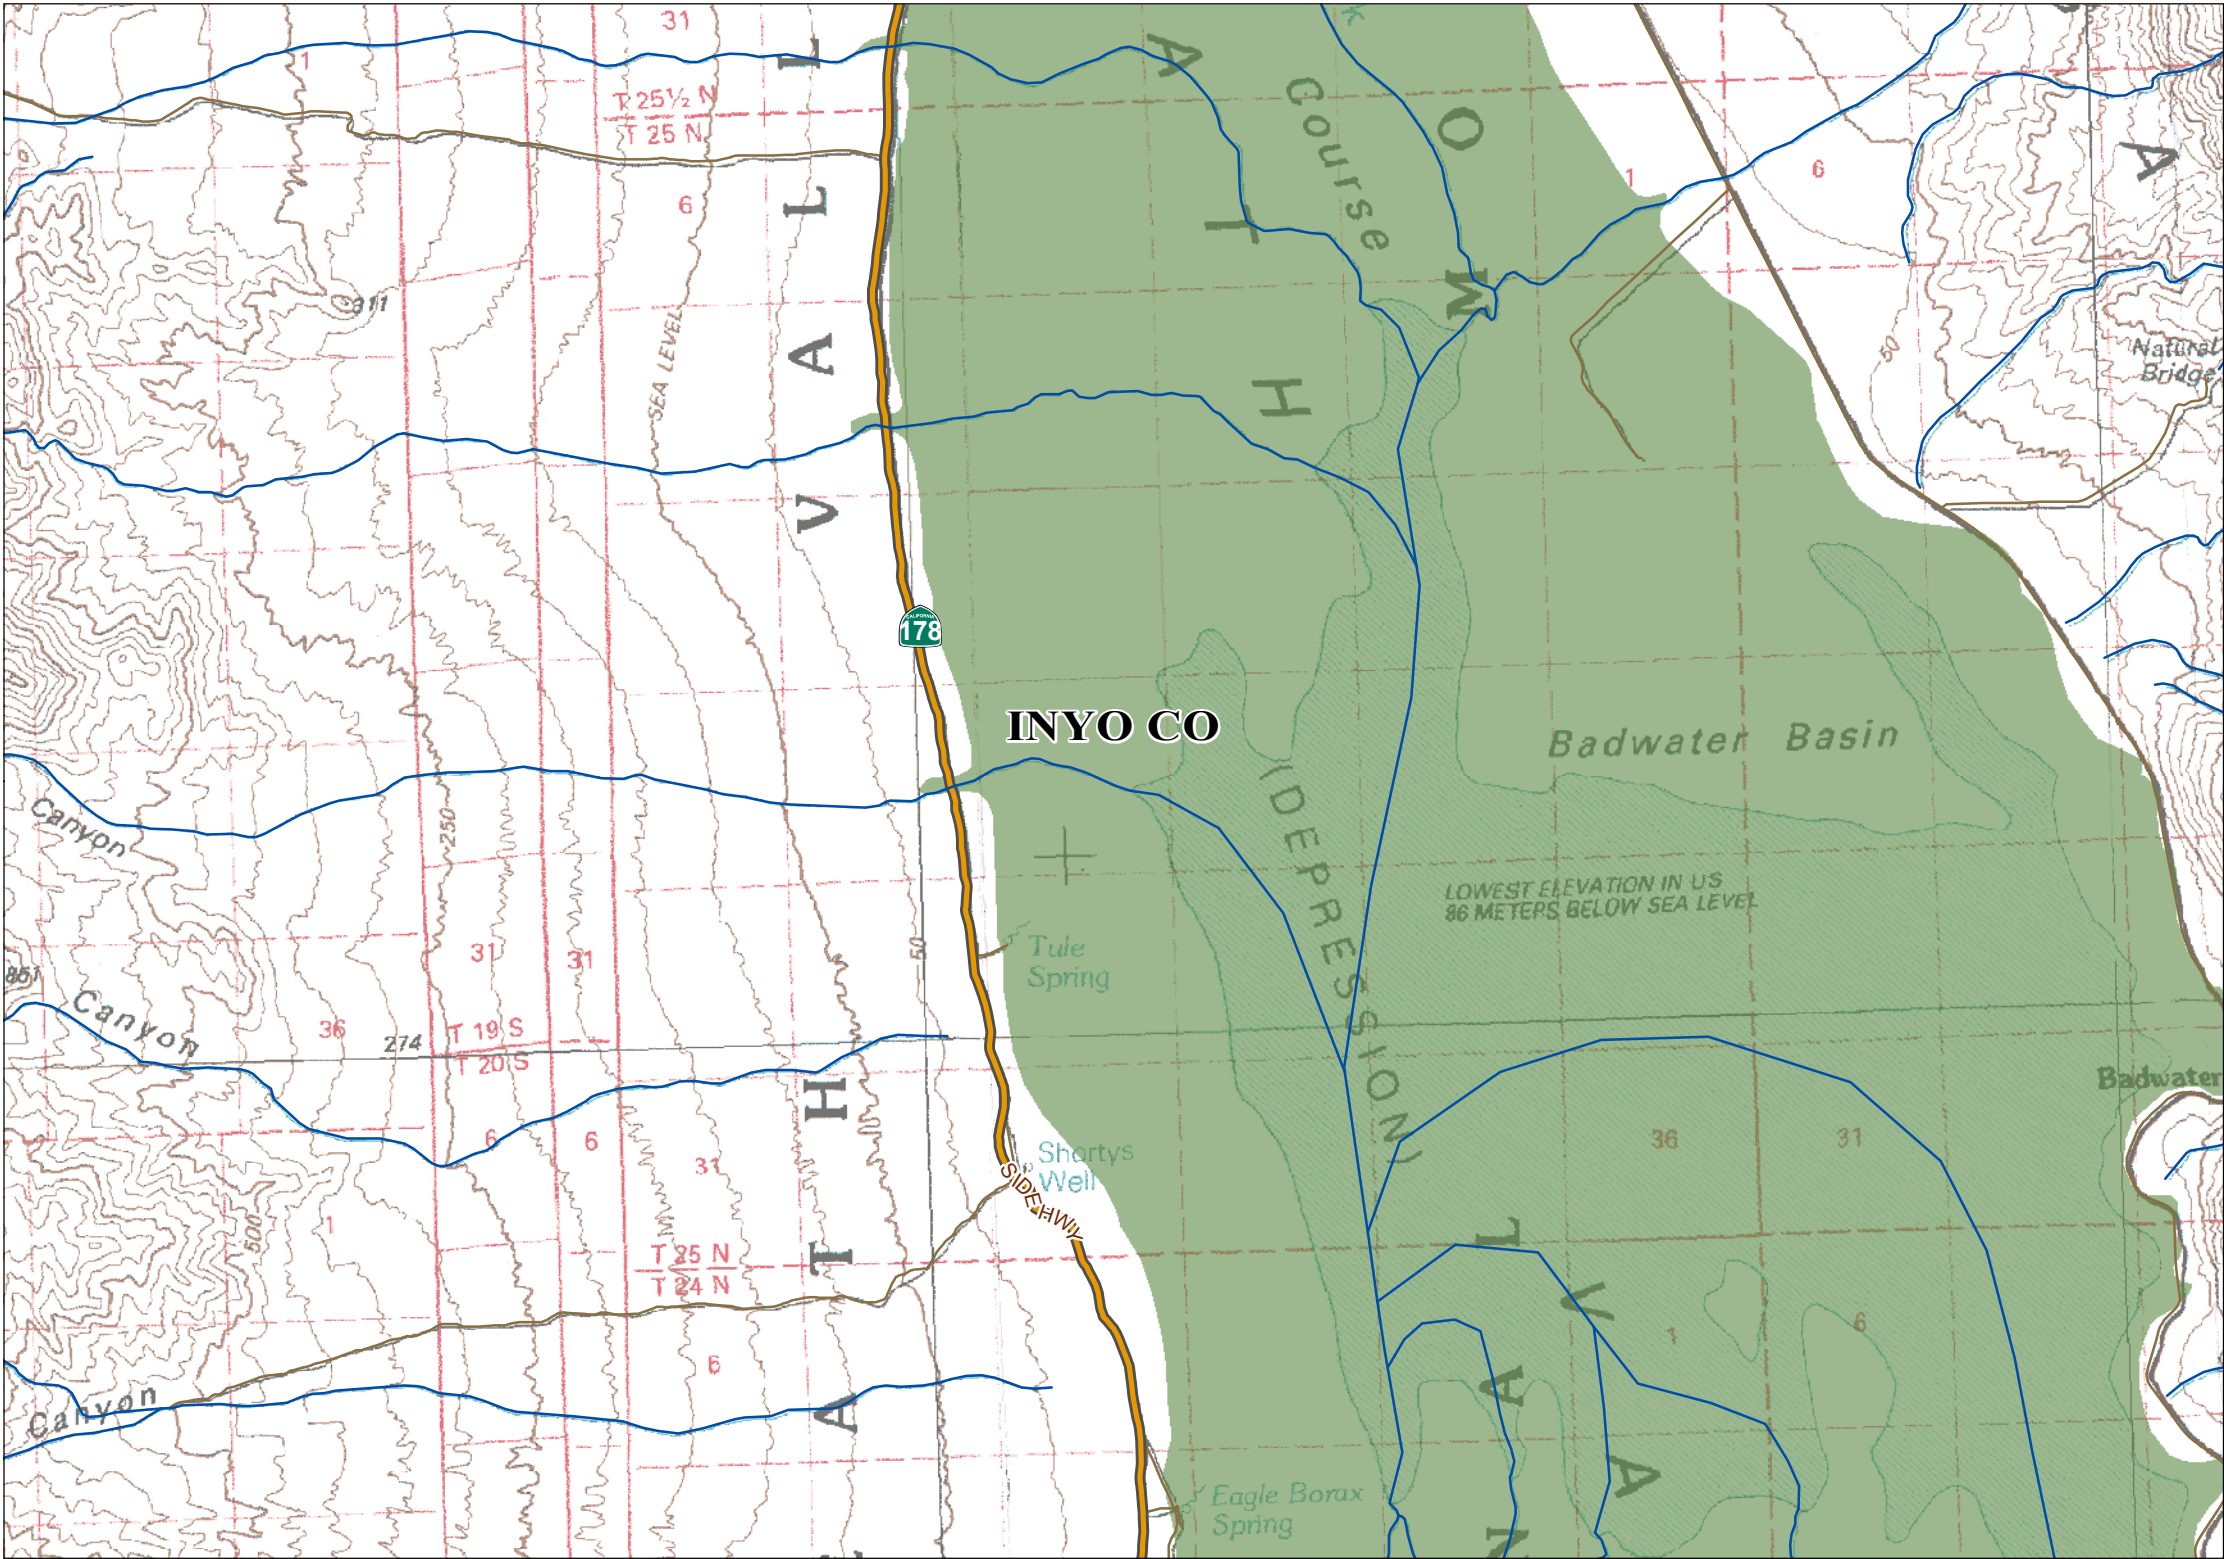 31
1
T 25½ N
T 25 N
6
311
SEA LEVEL
L
L
A
V
k
A
T
H
Course
O
M
1
6
A
50
Natural
Bridge
CALIFORNIA
178
INYO CO
Badwater Basin
(DEPRESSION)
LOWEST ELEVATION IN US
86 METERS BELOW SEA LEVEL
Canyon
250
50
Tule
Spring
851
Canyon
36
274
31
31
T 19 S
T 20 S
6
6
31
H
Shortys
Well
SIDE HWY
Badwater
36
31
500
1
T 25 N
T 24 N
T
6
A
Canyon
L
V
A
A
N
1
6
Eagle Borax
Spring